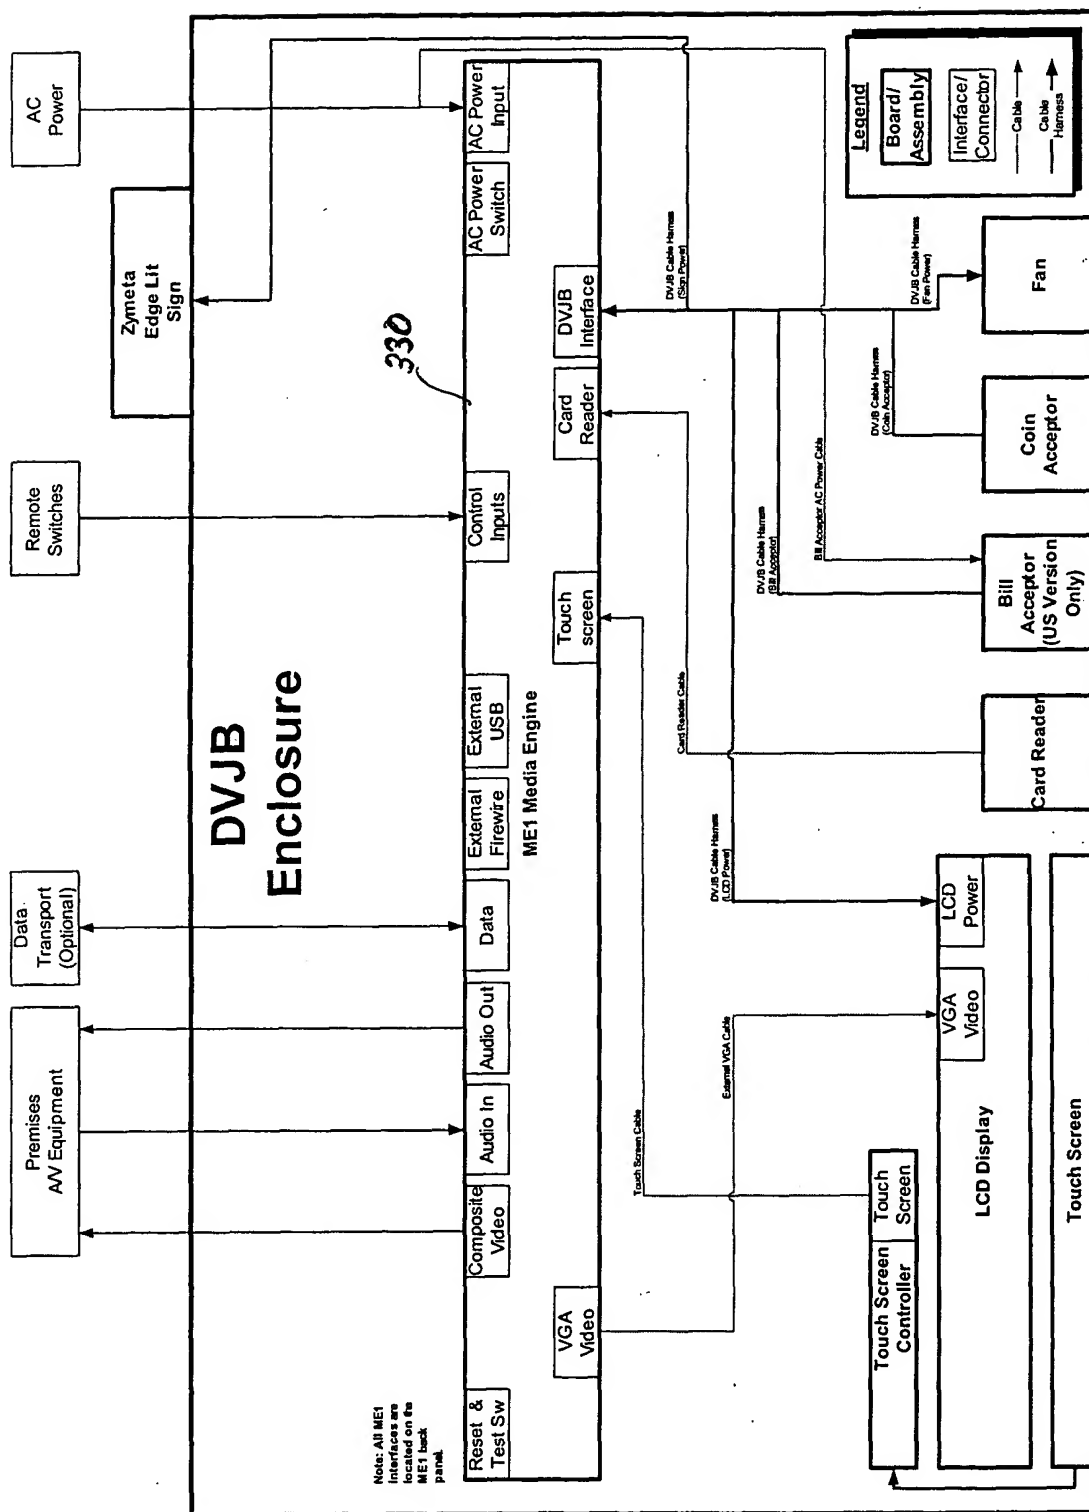 Premises
A/V Equipment
Data
Transport
(Optional)
Remote
Switches
Zymeta
Edge Lit
Sign
AC
Power
DVJB
Enclosure
Note: All ME1
interfaces are
located on the
ME1 back
panel.
330
Reset &
Test Sw
Composite
Video
Audio In
Audio Out
Data
External
Firewire
External
USB
Control
Inputs
AC Power
Switch
AC Power
Input
ME1 Media Engine
VGA
Video
Touch
screen
Card
Reader
DVJB
Interface
Touch Screen Cable
External VGA Cable
DVJB Cable Harness
(LCD Power)
Card Reader Cable
DVJB Cable Harness
(Bill Acceptor)
Bill Acceptor AC Power Cable
DVJB Cable Harness
(Sign Power)
DVJB Cable Harness
(Coin Acceptor)
DVJB Cable Harness
(Fan Power)
Touch Screen
Controller
Touch
Screen
VGA
Video
LCD
Power
LCD Display
Touch Screen
Card Reader
Bill
Acceptor
(US Version
Only)
Coin
Acceptor
Fan
Legend
Board/
Assembly
Interface/
Connector
Cable
Cable
Harness